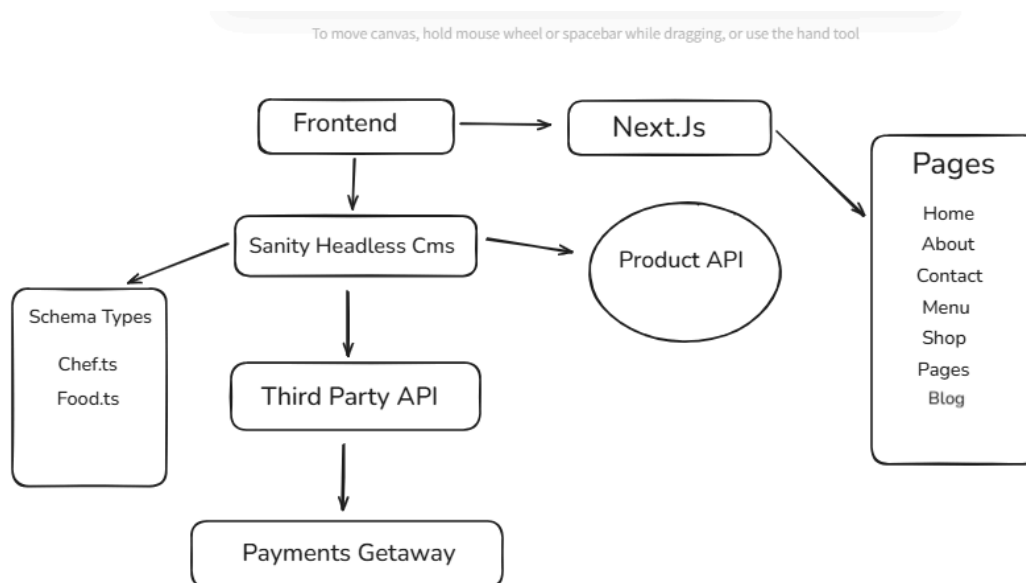 To move canvas, hold mouse wheel or spacebar while dragging, or use the hand tool
Frontend
Next.Js
Pages
Home
About
Contact
Menu
Shop
Pages
Blog
Sanity Headless Cms
Product API
Schema Types
Chef.ts
Food.ts
Third Party API
Payments Getaway